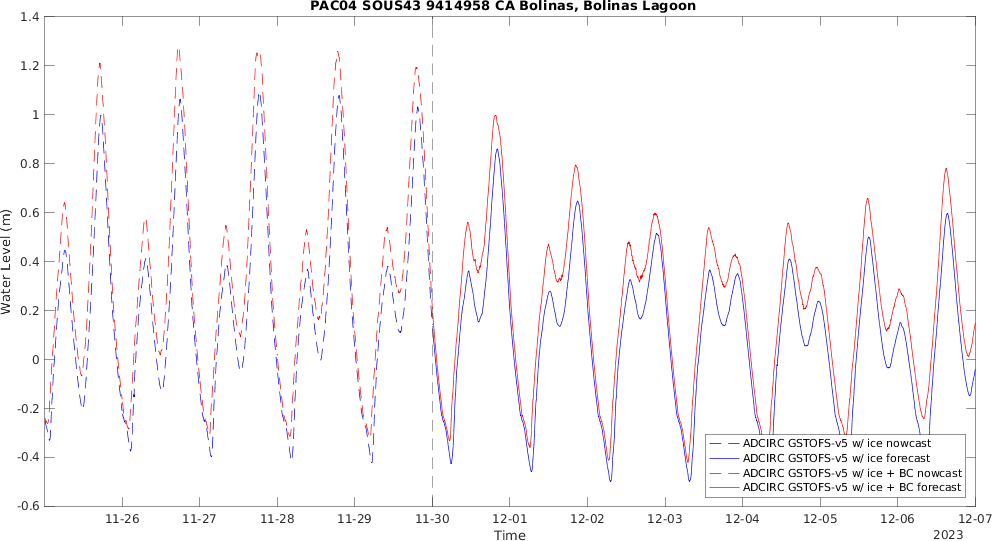 PAC04 SOUS43 9414958 CA Bolinas, Bolinas Lagoon
1.4
1.2
1
0.8
0.6
0.4
0.2
0
-0.2
-0.4
-0.6
Water Level (m)
11-26 11-27 11-28 11-29 11-30 12-01 12-02 12-03 12-04 12-05 12-06 12-07
Time
2023
ADCIRC GSTOFS-v5 w/ ice nowcast
ADCIRC GSTOFS-v5 w/ ice forecast
ADCIRC GSTOFS-v5 w/ ice + BC nowcast
ADCIRC GSTOFS-v5 w/ ice + BC forecast